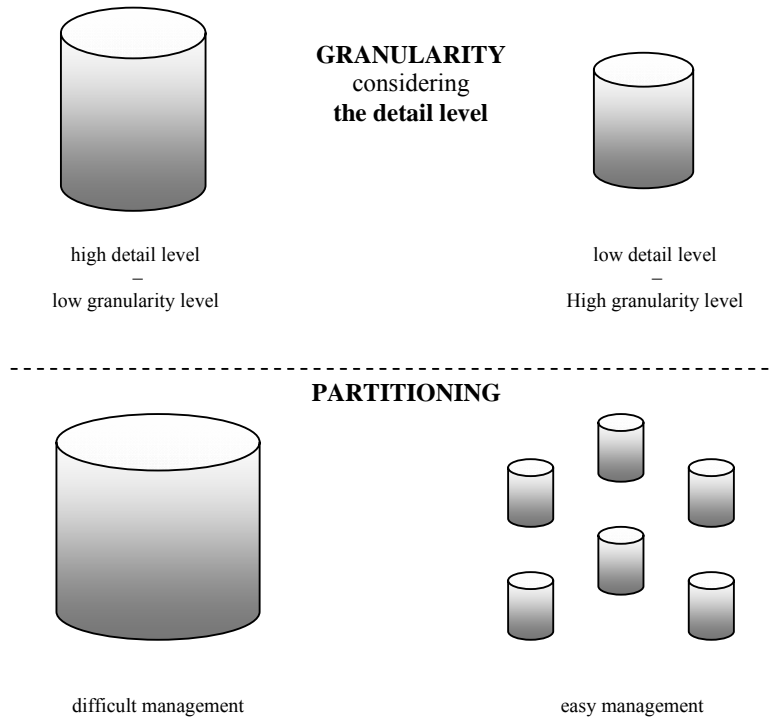 GRANULARITY
considering
the detail level
high detail level
–
low granularity level
low detail level
–
High granularity level
PARTITIONING
difficult management
easy management